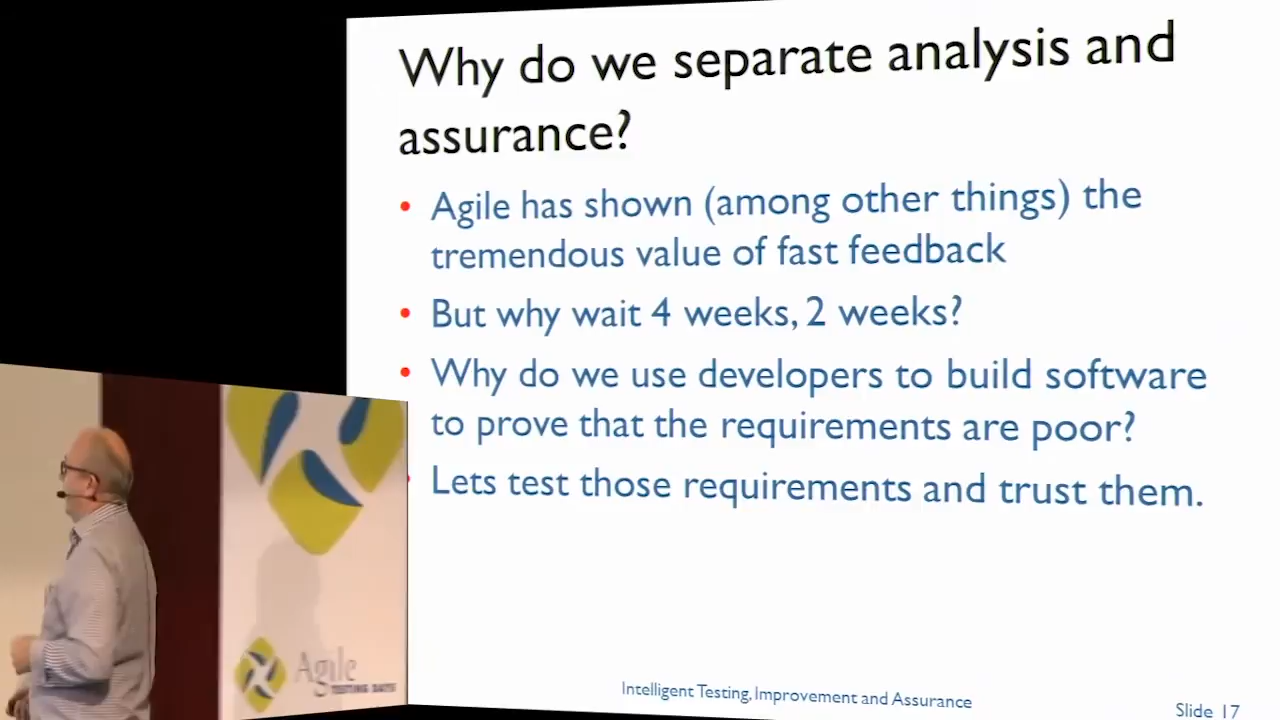 Why do we separate analysis and
assurance?
• Agile has shown (among other things) the
tremendous value of fast feedback
• But why wait 4 weeks, 2 weeks?
• Why do we use developers to build software
to prove that the requirements are poor?
• Lets test those requirements and trust them.
Agile
TESTING DAYS
Intelligent Testing, Improvement and Assurance
Slide 17